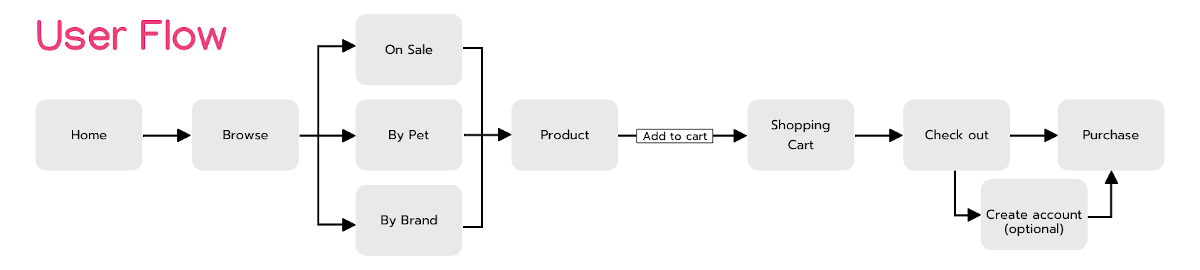 User Flow
Home
Browse
On Sale
By Pet
By Brand
Product
Add to cart
Shopping
Cart
Check out
Create account
(optional)
Purchase